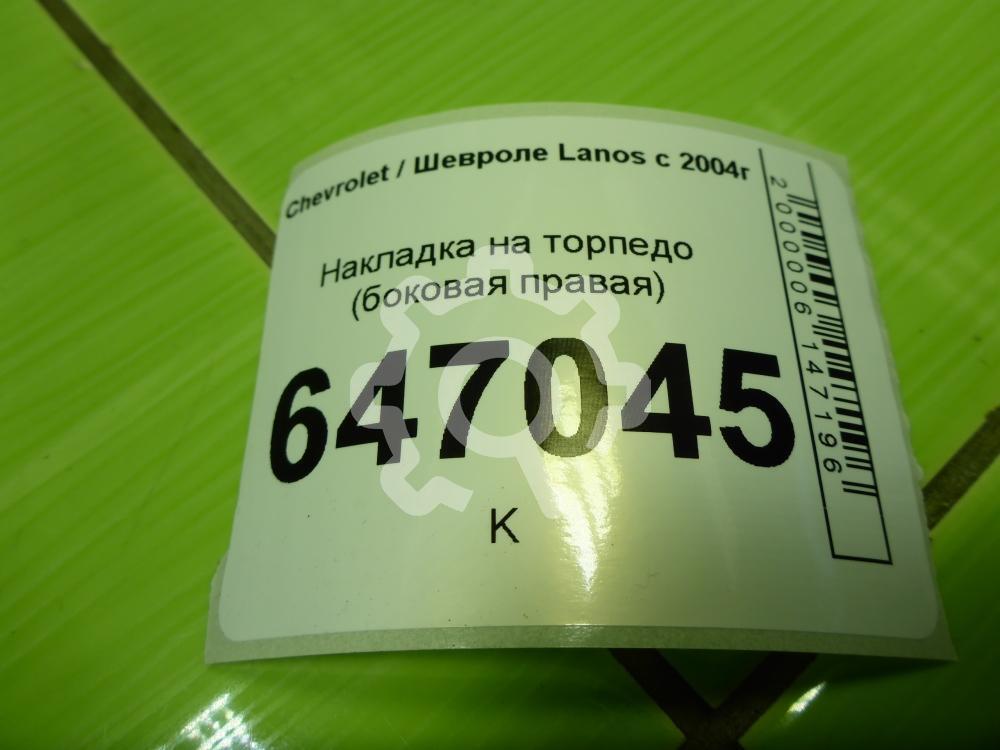 Chevrolet / Шевроле Lanos с 2004г
Накладка на торпедо
(боковая правая)
647045
К
2000006147196